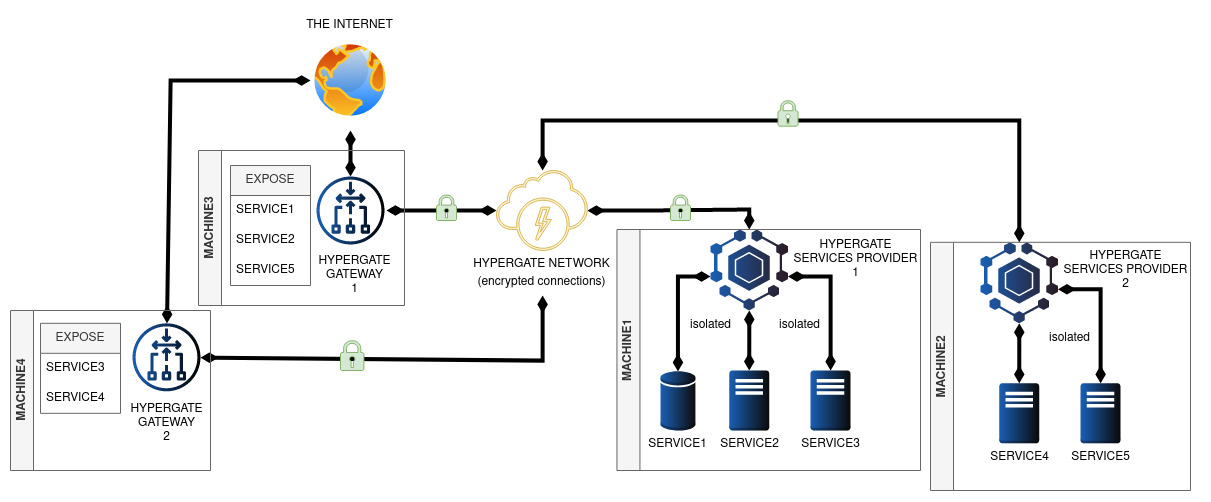 THE INTERNET
MACHINE3
EXPOSE
SERVICE1
SERVICE2
SERVICE5
HYPERGATE
GATEWAY
1
HYPERGATE NETWORK
(encrypted connections)
MACHINE4
EXPOSE
SERVICE3
SERVICE4
HYPERGATE
GATEWAY
2
MACHINE1
HYPERGATE
SERVICES PROVIDER
1
isolated
isolated
SERVICE1
SERVICE2
SERVICE3
MACHINE2
HYPERGATE
SERVICES PROVIDER
2
isolated
SERVICE4
SERVICE5